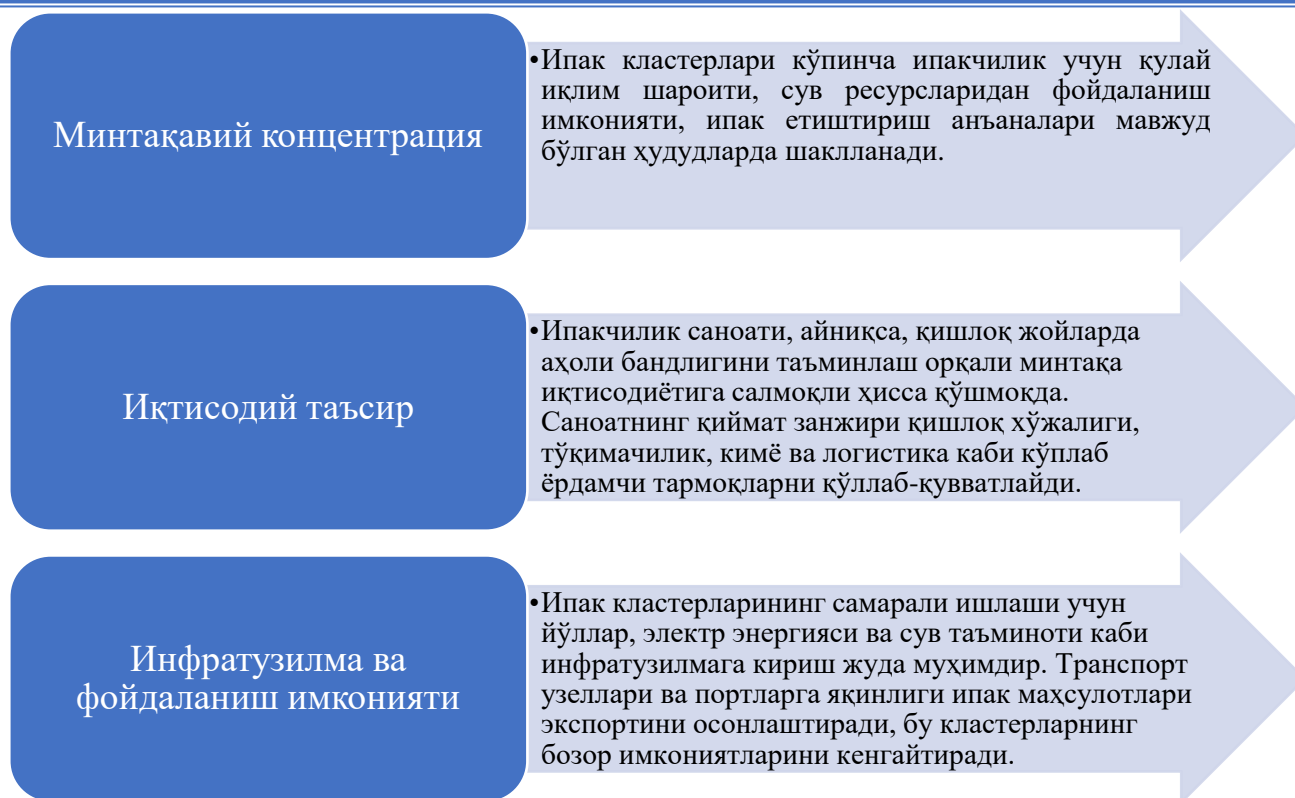 Минтақавий концентрация
•Ипак кластерлари кўпинча ипакчилик учун қулай
иқлим шароити, сув ресурсларидан фойдаланиш
имконияти, ипак етиштириш анъаналари мавжуд
бўлган ҳудудларда шаклланади.
Иқтисодий таъсир
•Ипакчилик саноати, айниқса, қишлоқ жойларда
аҳоли бандлигини таъминлаш орқали минтақа
иқтисодиётига салмоқли ҳисса қўшмоқда.
Саноатнинг қиймат занжири қишлоқ хўжалиги,
тўқимачилик, кимё ва логистика каби кўплаб
ёрдамчи тармоқларни қўллаб-қувватлайди.
Инфратузилма ва
фойдаланиш имконияти
•Ипак кластерларининг самарали ишлаши учун
йўллар, электр энергияси ва сув таъминоти каби
инфратузилмага кириш жуда муҳимдир. Транспорт
узеллари ва портларга яқинлиги ипак маҳсулотлари
экспортини осонлаштиради, бу кластерларнинг
бозор имкониятларини кенгайтиради.